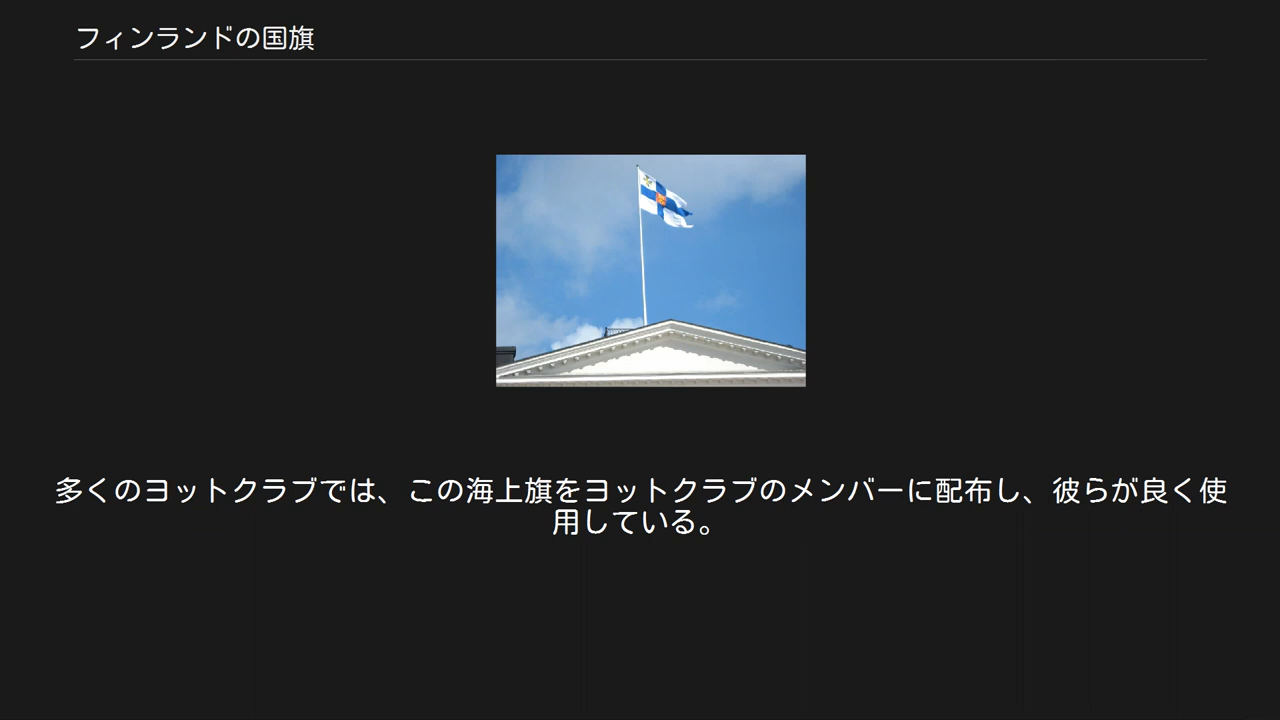 フィンランドの国旗
多くのヨットクラブでは、この海上旗をヨットクラブのメンバーに配布し、彼らが良く使
用している。